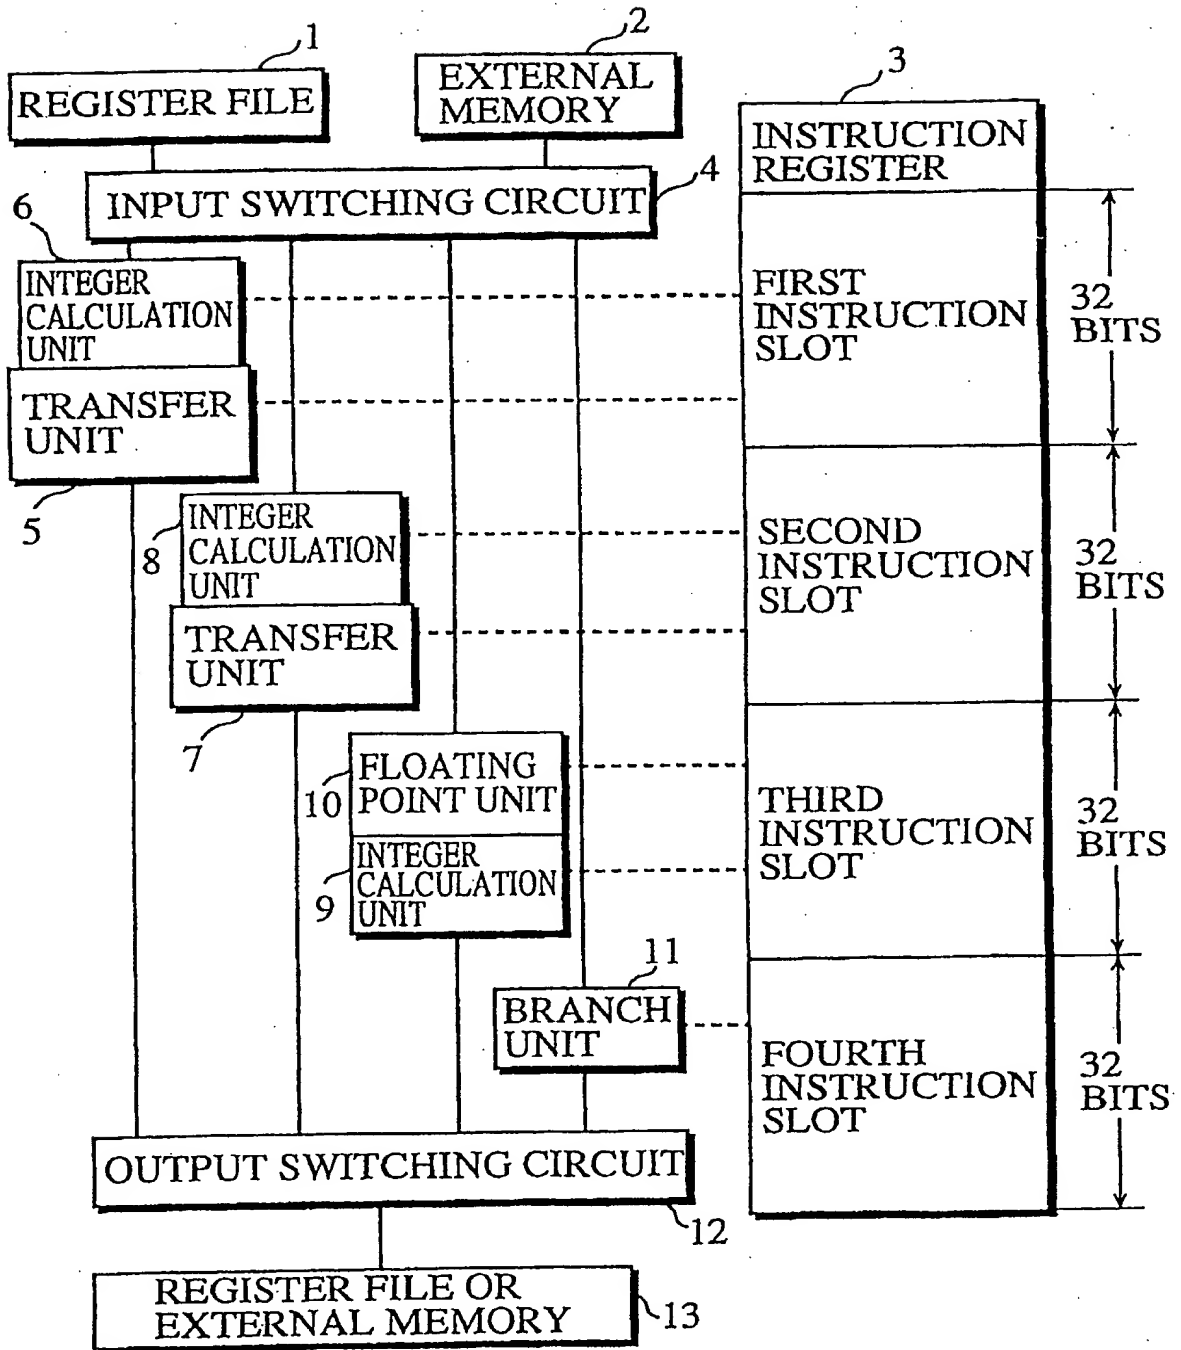 1
2
3
REGISTER FILE
EXTERNAL
MEMORY
INSTRUCTION
REGISTER
4
INPUT SWITCHING CIRCUIT
6
INTEGER
CALCULATION
UNIT
FIRST
INSTRUCTION
SLOT
32
BITS
TRANSFER
UNIT
5
8
INTEGER
CALCULATION
UNIT
SECOND
INSTRUCTION
SLOT
32
BITS
TRANSFER
UNIT
7
10
FLOATING
POINT UNIT
THIRD
INSTRUCTION
SLOT
32
BITS
9
INTEGER
CALCULATION
UNIT
11
BRANCH
UNIT
FOURTH
INSTRUCTION
SLOT
32
BITS
OUTPUT SWITCHING CIRCUIT
12
REGISTER FILE OR
EXTERNAL MEMORY
13